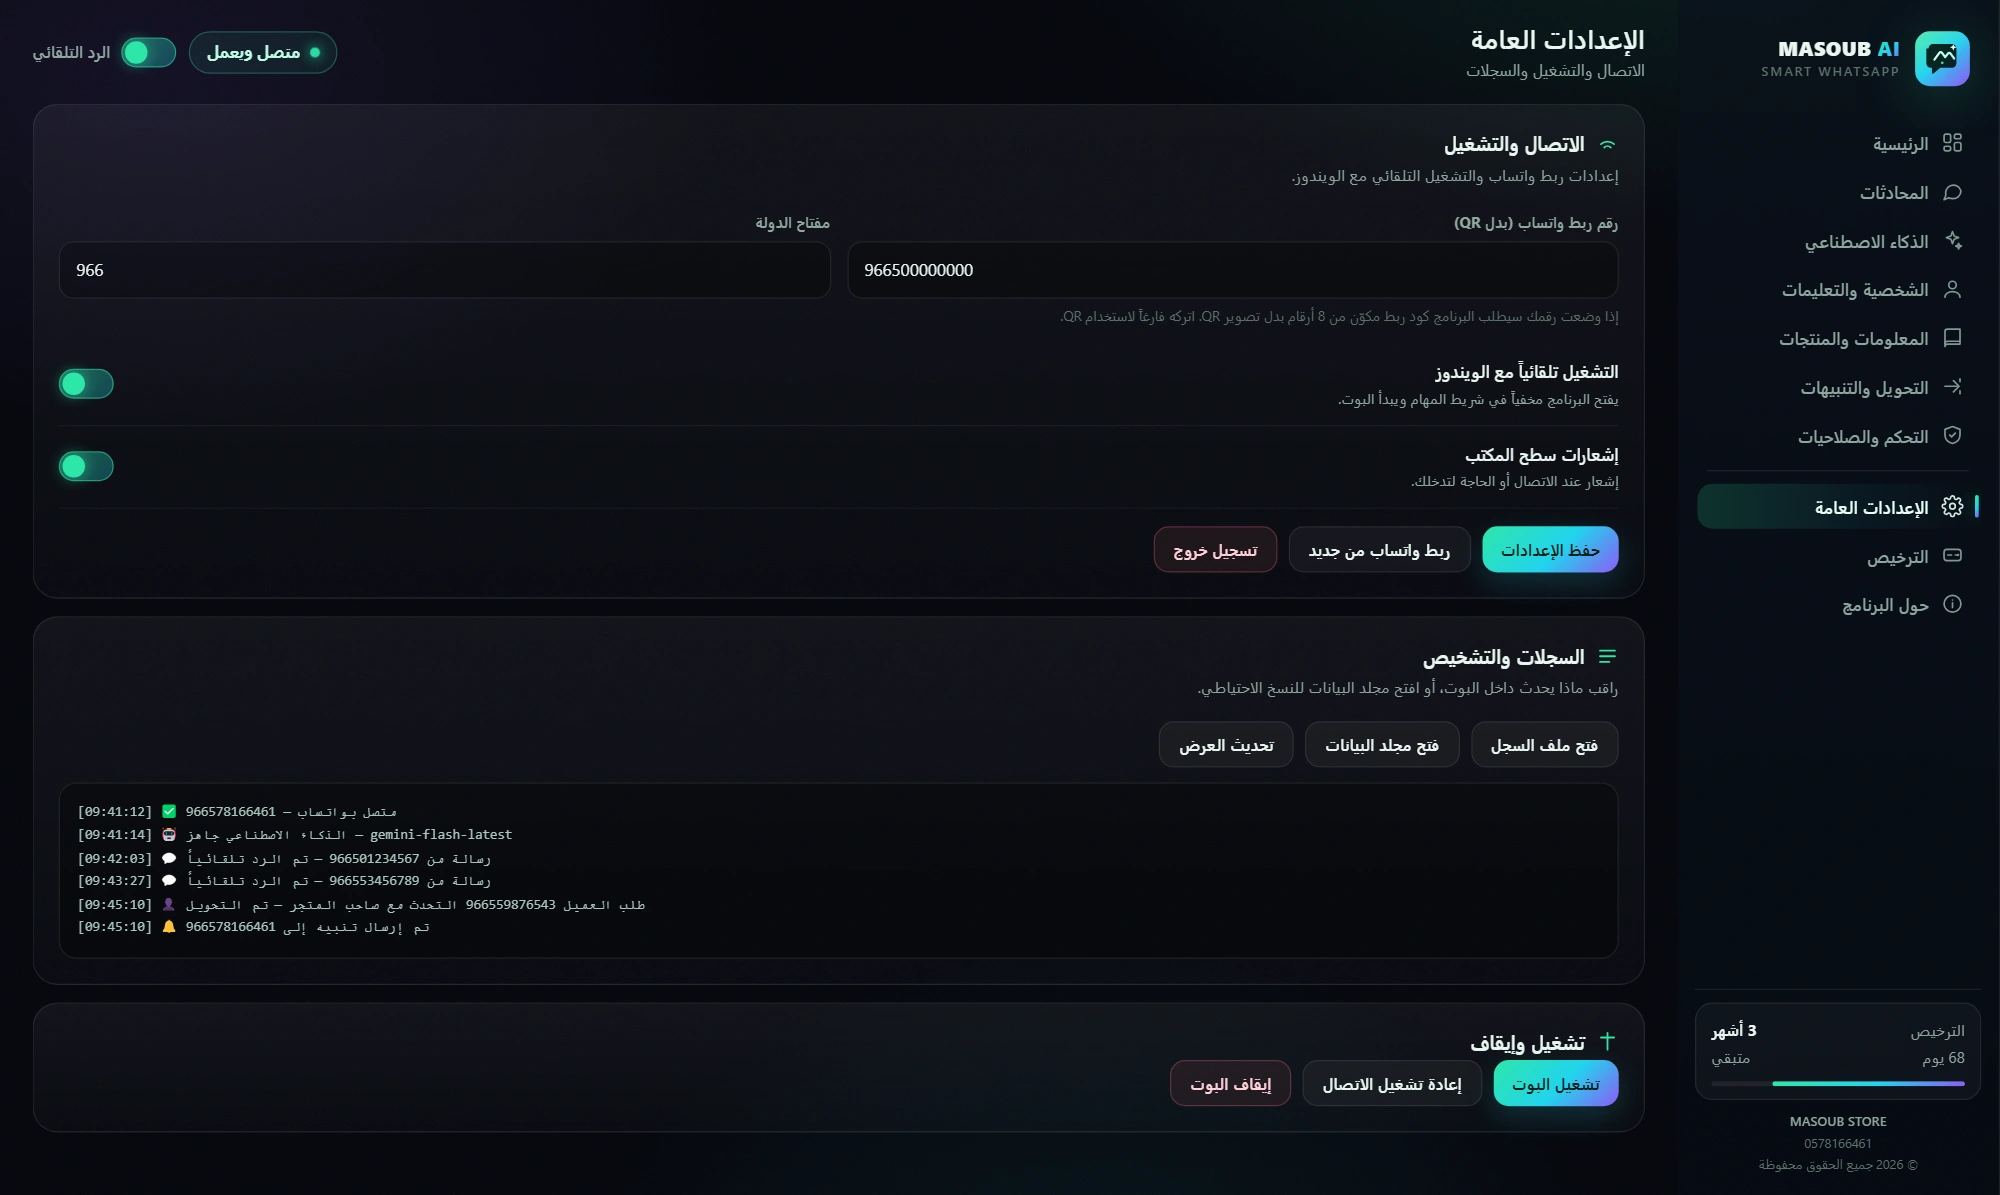 MASOUB AI
SMART WHATSAPP
الرئيسية
المحادثات
الذكاء الاصطناعي
الشخصية والتعليمات
المعلومات والمنتجات
التحويل والتنبيهات
التحكم والصلاحيات
الإعدادات العامة
الترخيص
حول البرنامج
الترخيص 3 أشهر
68 يوم متبقي
MASOUB STORE
0578166461
© 2026 جميع الحقوق محفوظة
الإعدادات العامة
الاتصال والتشغيل والسجلات
متصل ويعمل
الرد التلقائي
الاتصال والتشغيل
إعدادات ربط واتساب والتشغيل التلقائي مع الويندوز.
رقم ربط واتساب (بدل QR)
966500000000
مفتاح الدولة
966
إذا وضعت رقمك سيطلب البرنامج كود ربط مكوّن من 8 أرقام بدل تصوير QR. اتركه فارغاً لاستخدام QR.
التشغيل تلقائياً مع الويندوز
يفتح البرنامج مخفياً في شريط المهام ويبدأ البوت.
إشعارات سطح المكتب
إشعار عند الاتصال أو الحاجة لتدخلك.
حفظ الإعدادات
ربط واتساب من جديد
تسجيل خروج
السجلات والتشخيص
راقب ماذا يحدث داخل البوت، أو افتح مجلد البيانات للنسخ الاحتياطي.
فتح ملف السجل
فتح مجلد البيانات
تحديث العرض
[09:41:12] ✅ متصل بواتساب — 966578166461
[09:41:14] 🤖 الذكاء الاصطناعي جاهز — gemini-flash-latest
[09:42:03] 💬 رسالة من 966501234567 — تم الرد تلقائياً
[09:43:27] 💬 رسالة من 966553456789 — تم الرد تلقائياً
[09:45:10] 👤 طلب العميل 966559876543 التحدث مع صاحب المتجر — تم التحويل
[09:45:10] 🔔 تم إرسال تنبيه إلى 966578166461
تشغيل وإيقاف
تشغيل البوت
إعادة تشغيل الاتصال
إيقاف البوت